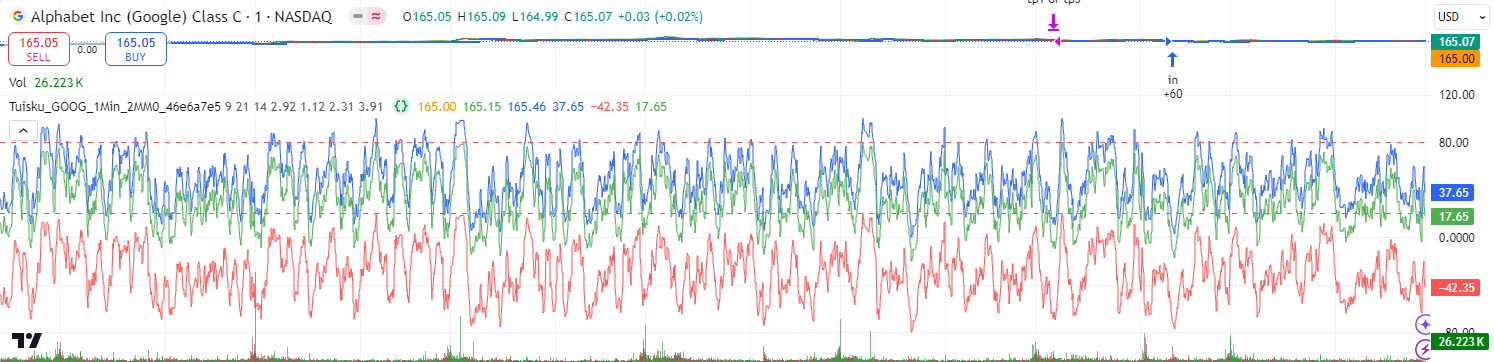 Alphabet Inc (Google) Class C · 1 · NASDAQ O165.05 H165.09 L164.99 C165.07 +0.03 (+0.02%)
USD
165.05
SELL
0.00
165.05
BUY
in
+60
Vol 26.223 K
Tuisku_GOOG_1Min_2MM0_46e6a7e5 9 21 14 2.92 1.12 2.31 3.91 {} 165.00 165.15 165.46 37.65 −42.35 17.65
165.07
165.00
120.00
80.00
37.65
17.65
0.0000
−42.35
26.223 K